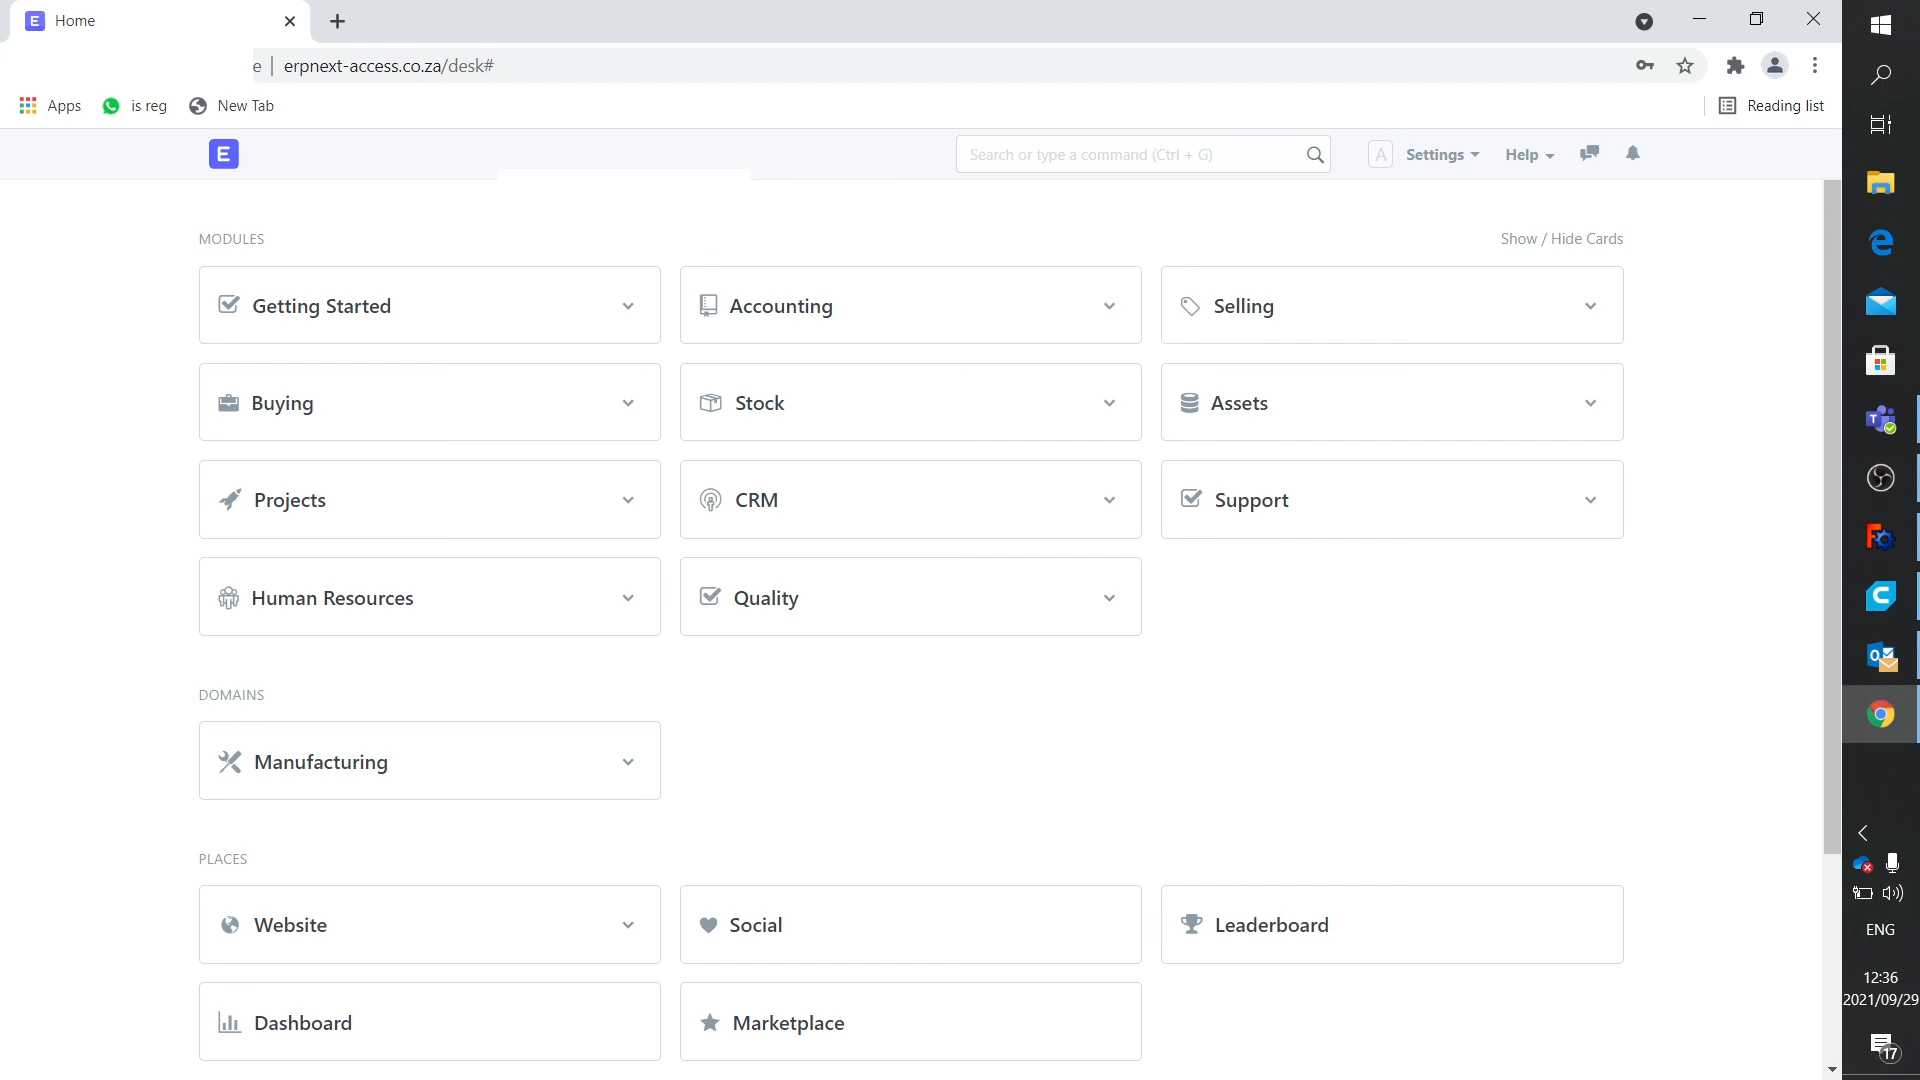 E Home
e | erpnext-access.co.za/desk#
Apps is reg New Tab Reading list
E Search or type a command (Ctrl + G) A Settings Help
MODULES Show / Hide Cards
Getting Started Accounting Selling
Buying Stock Assets
Projects CRM Support
Human Resources Quality
DOMAINS
Manufacturing
PLACES
Website Social Leaderboard
Dashboard Marketplace
ENG
12:36
2021/09/29
17